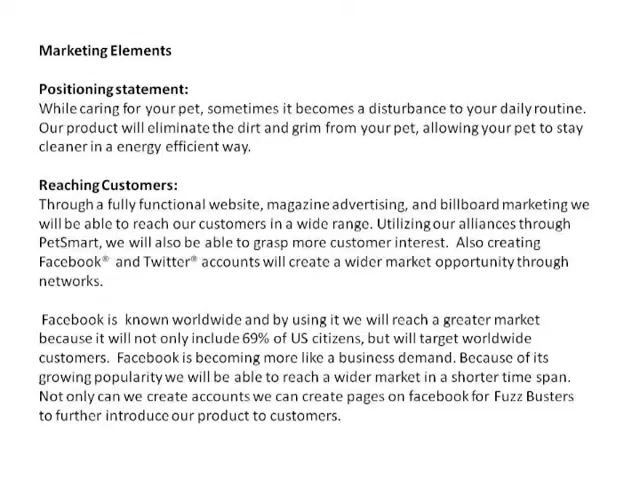 Marketing Elements
Positioning statement:
While caring for your pet, sometimes it becomes a disturbance to your daily routine.
Our product will eliminate the dirt and grim from your pet, allowing your pet to stay
cleaner in a energy efficient way.
Reaching Customers:
Through a fully functional website, magazine advertising, and billboard marketing we
will be able to reach our customers in a wide range. Utilizing our alliances through
PetSmart, we will also be able to grasp more customer interest. Also creating
Facebook® and Twitter® accounts will create a wider market opportunity through
networks.
Facebook is known worldwide and by using it we will reach a greater market
because it will not only include 69% of US citizens, but will target worldwide
customers. Facebook is becoming more like a business demand. Because of its
growing popularity we will be able to reach a wider market in a shorter time span.
Not only can we create accounts we can create pages on facebook for Fuzz Busters
to further introduce our product to customers.